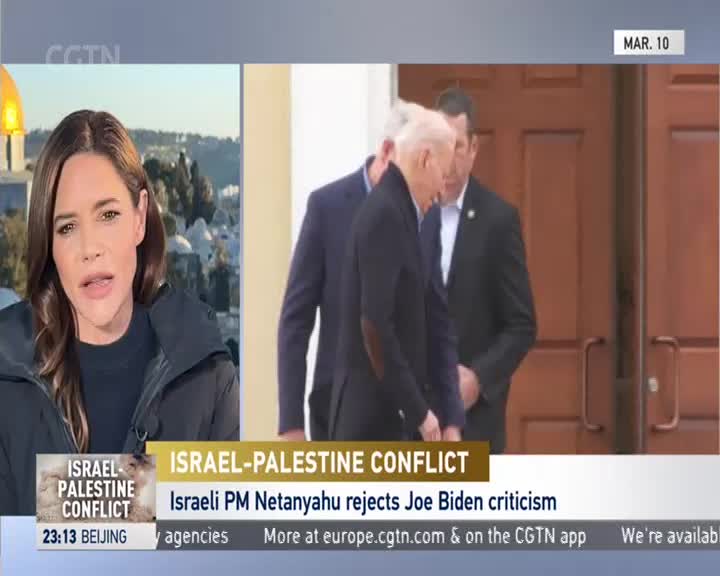 CGTN
MAR. 10
ISRAEL-PALESTINE CONFLICT
Israeli PM Netanyahu rejects Joe Biden criticism
ISRAEL-
PALESTINE
CONFLICT
23:13 BEIJING
agencies More at europe.cgtn.com & on the CGTN app We're